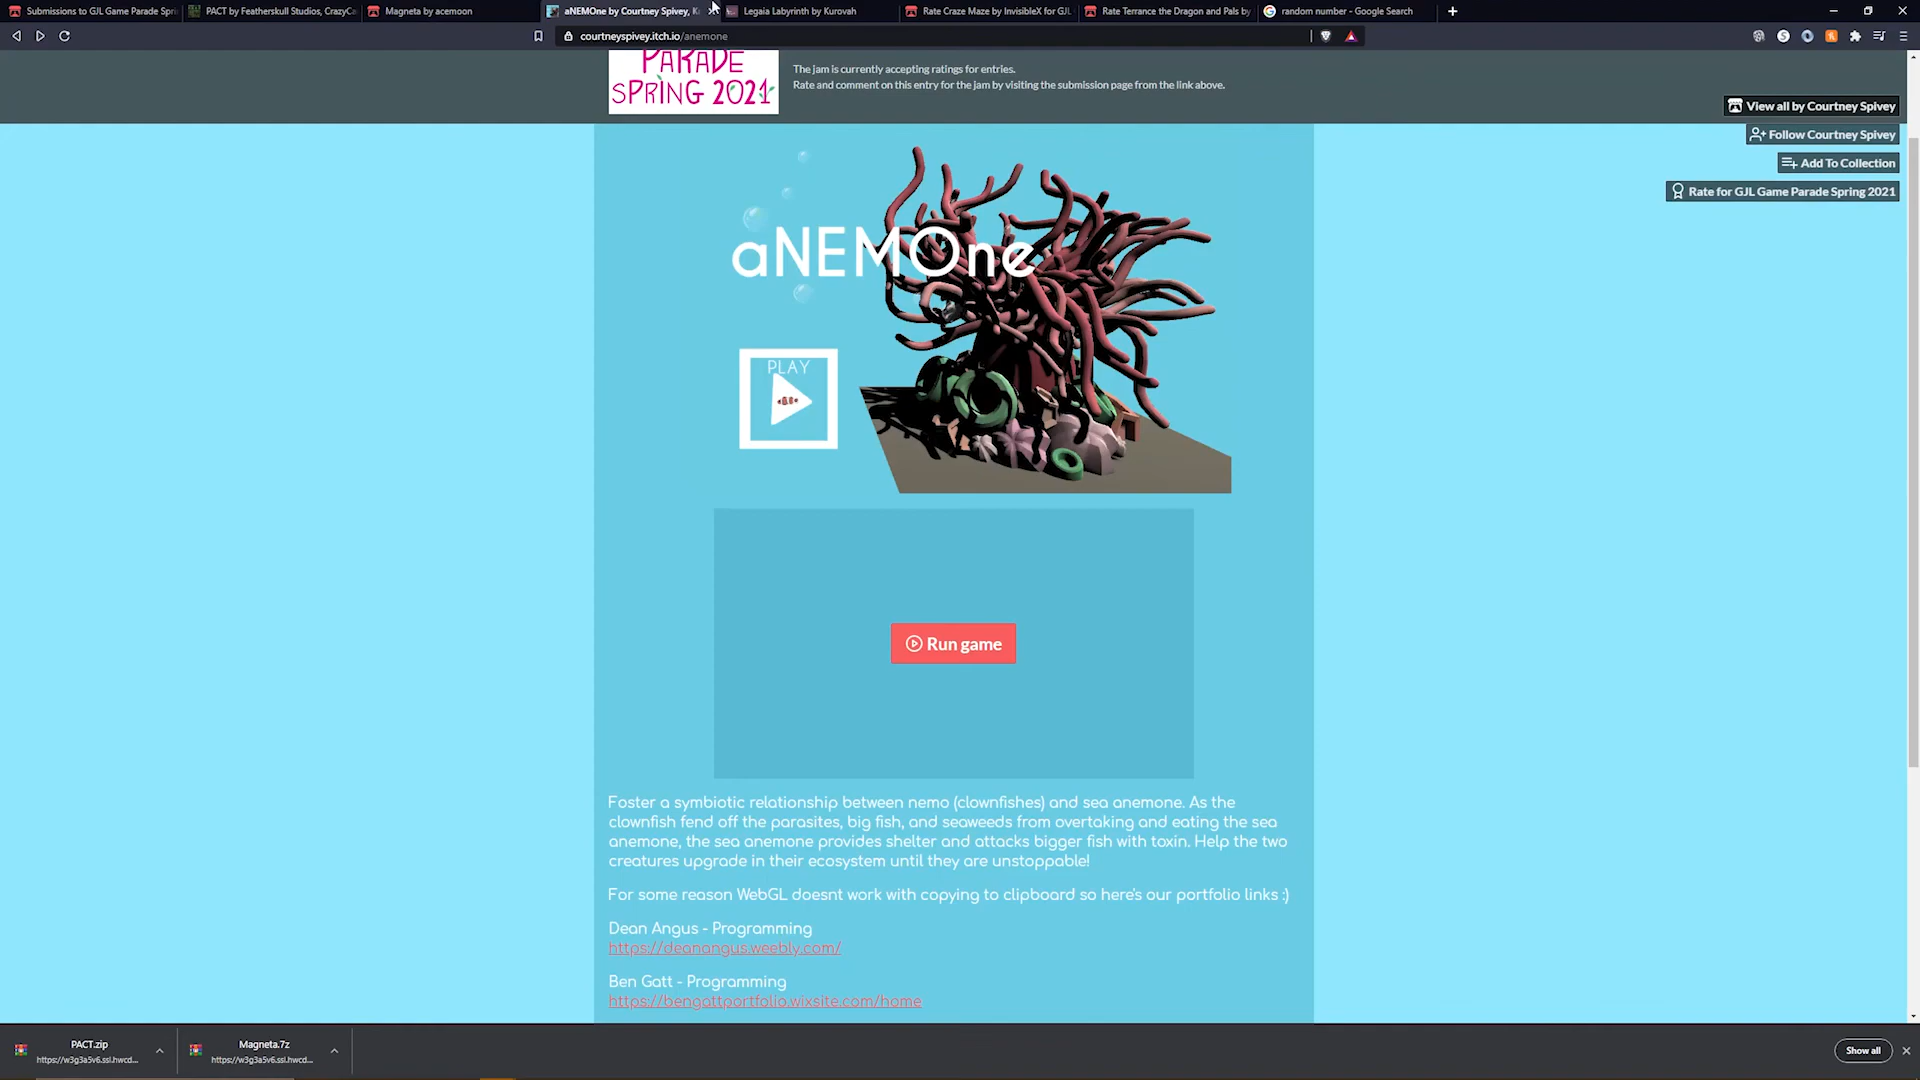 Submissions to GJL Game Parade Spri
PACT by Featherskull Studios, CrazyCa
Magneta by acemoon
aNEMOne by Courtney Spivey, K
Legaia Labyrinth by Kurovah
Rate Craze Maze by InvisibleX for GJL
Rate Terrance the Dragon and Pals by
random number - Google Search
courtneyspivey.itch.io/anemone
PARADE
SPRING 2021
The jam is currently accepting ratings for entries.
Rate and comment on this entry for the jam by visiting the submission page from the link above.
View all by Courtney Spivey
Follow Courtney Spivey
Add To Collection
Rate for GJL Game Parade Spring 2021
aNEMOne
PLAY
Run game
Foster a symbiotic relationship between nemo (clownfishes) and sea anemone. As the
clownfish fend off the parasites, big fish, and seaweeds from overtaking and eating the sea
anemone, the sea anemone provides shelter and attacks bigger fish with toxin. Help the two
creatures upgrade in their ecosystem until they are unstoppable!
For some reason WebGL doesnt work with copying to clipboard so here's our portfolio links :)
Dean Angus - Programming
https://deanangus.weebly.com/
Ben Gatt - Programming
https://bengattportfolio.wixsite.com/home
PACT.zip
https://w3g3a5v6.ssl.hwcd...
Magneta.7z
https://w3g3a5v6.ssl.hwcd...
Show all